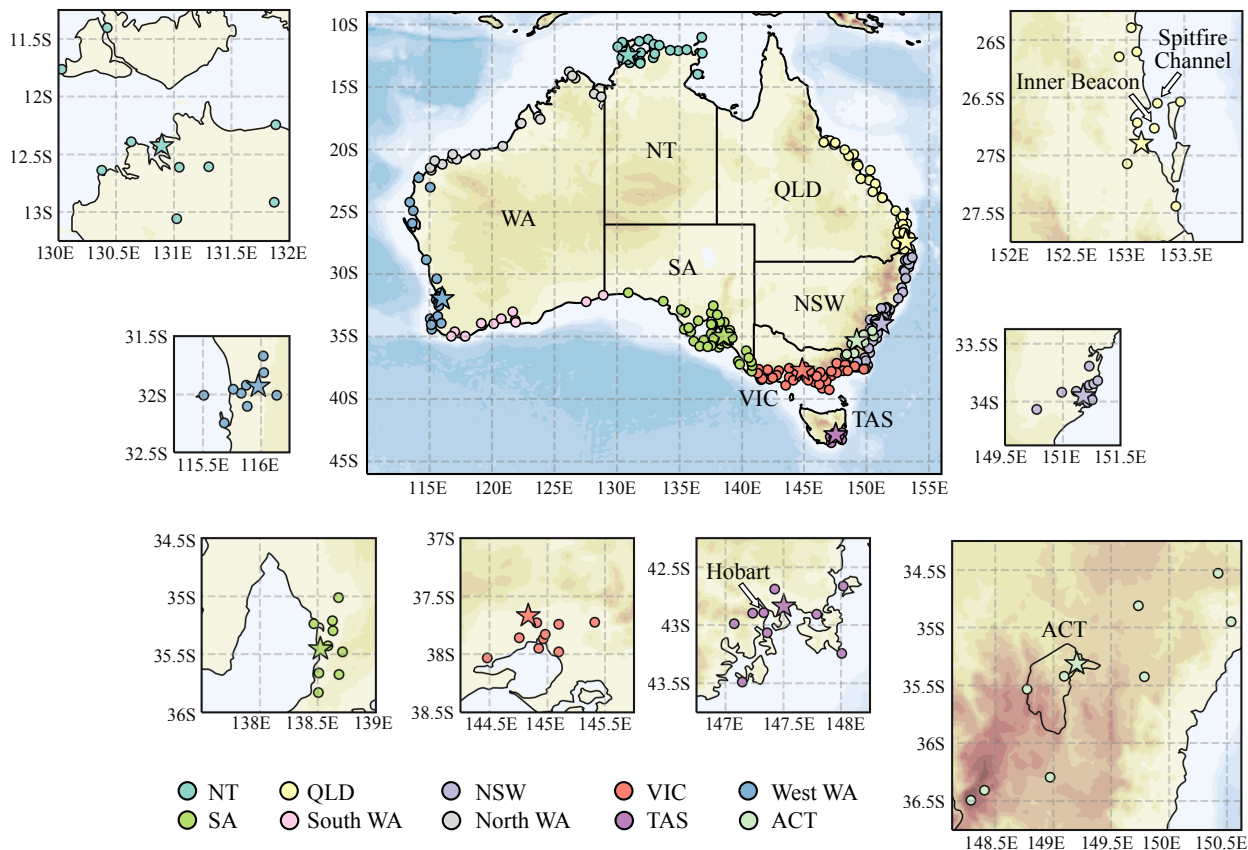 11.5S
12S
12.5S
13S
130E 130.5E 131E 131.5E 132E
10S
15S
20S
25S
30S
35S
40S
45S
115E 120E 125E 130E 135E 140E 145E 150E 155E
NT
QLD
WA
SA
NSW
VIC
TAS
26S
26.5S
27S
27.5S
152E 152.5E 153E 153.5E
Spitfire
Channel
Inner Beacon
31.5S
32S
32.5S
115.5E 116E
33.5S
34S
149.5E 151E 151.5E
34.5S
35S
35.5S
36S
138E 138.5E 139E
37S
37.5S
38S
38.5S
144.5E 145E 145.5E
42.5S
43S
43.5S
147E 147.5E 148E
Hobart
34.5S
35S
35.5S
36S
36.5S
148.5E 149E 149.5E 150E 150.5E
ACT
NT QLD NSW VIC West WA
SA South WA North WA TAS ACT